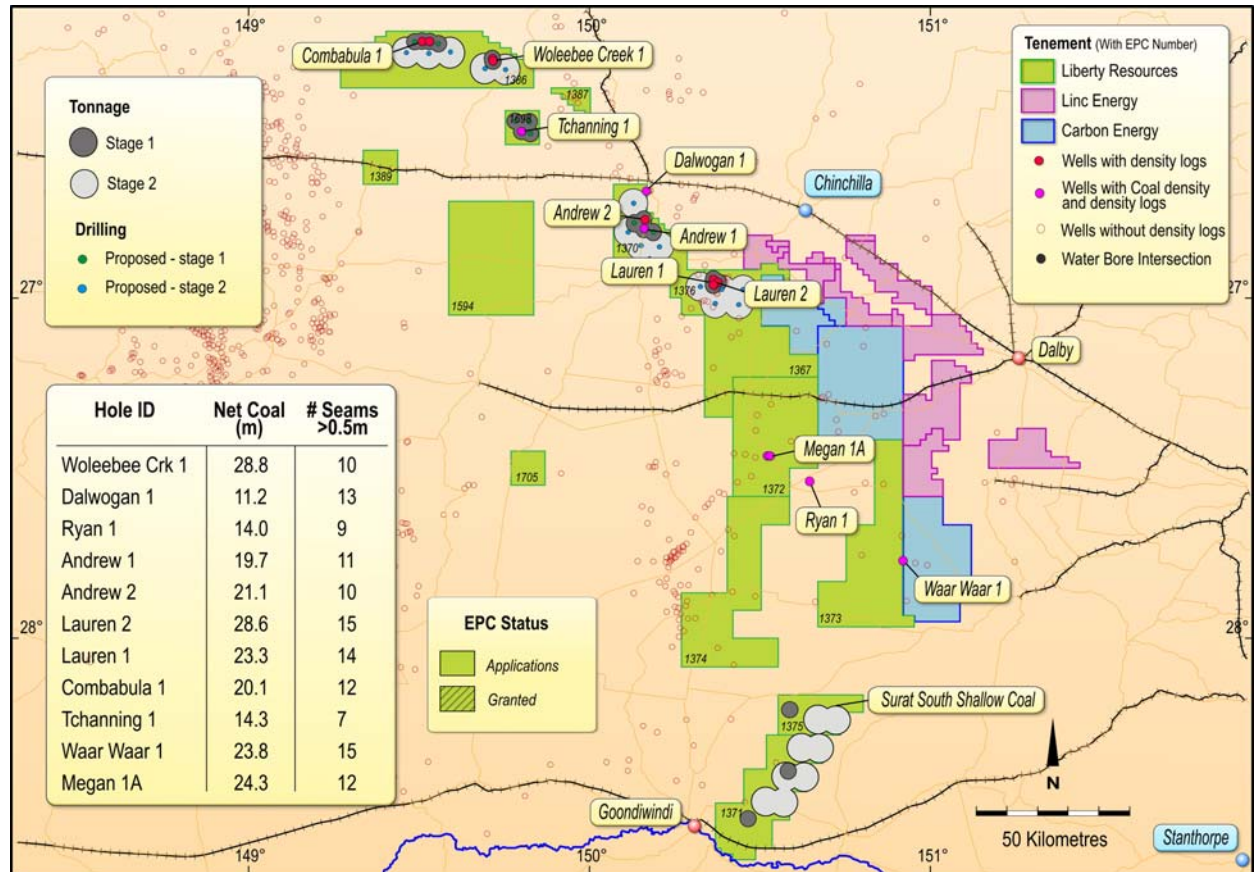 149°
150°
151°
Combabula 1
Woleebee Creek 1
1386
1387
1698
Tchanning 1
1389
Dalwogan 1
Chinchilla
Andrew 2
Andrew 1
1370
Lauren 1
1376
Lauren 2
1594
27°
27°
Dalby
1367
Megan 1A
1372
1705
Ryan 1
Waar Waar 1
1373
1374
28°
28°
Surat South Shallow Coal
1375
1371
Goondiwindi
Stanthorpe
149°
150°
151°
N
50 Kilometres
Tonnage
Stage 1
Stage 2
Drilling
Proposed - stage 1
Proposed - stage 2
Tenement (With EPC Number)
Liberty Resources
Linc Energy
Carbon Energy
Wells with density logs
Wells with Coal density
and density logs
Wells without density logs
Water Bore Intersection
Hole ID Net Coal # Seams
(m) >0.5m
Woleebee Crk 1 28.8 10
Dalwogan 1 11.2 13
Ryan 1 14.0 9
Andrew 1 19.7 11
Andrew 2 21.1 10
Lauren 2 28.6 15
Lauren 1 23.3 14
Combabula 1 20.1 12
Tchanning 1 14.3 7
Waar Waar 1 23.8 15
Megan 1A 24.3 12
EPC Status
Applications
Granted